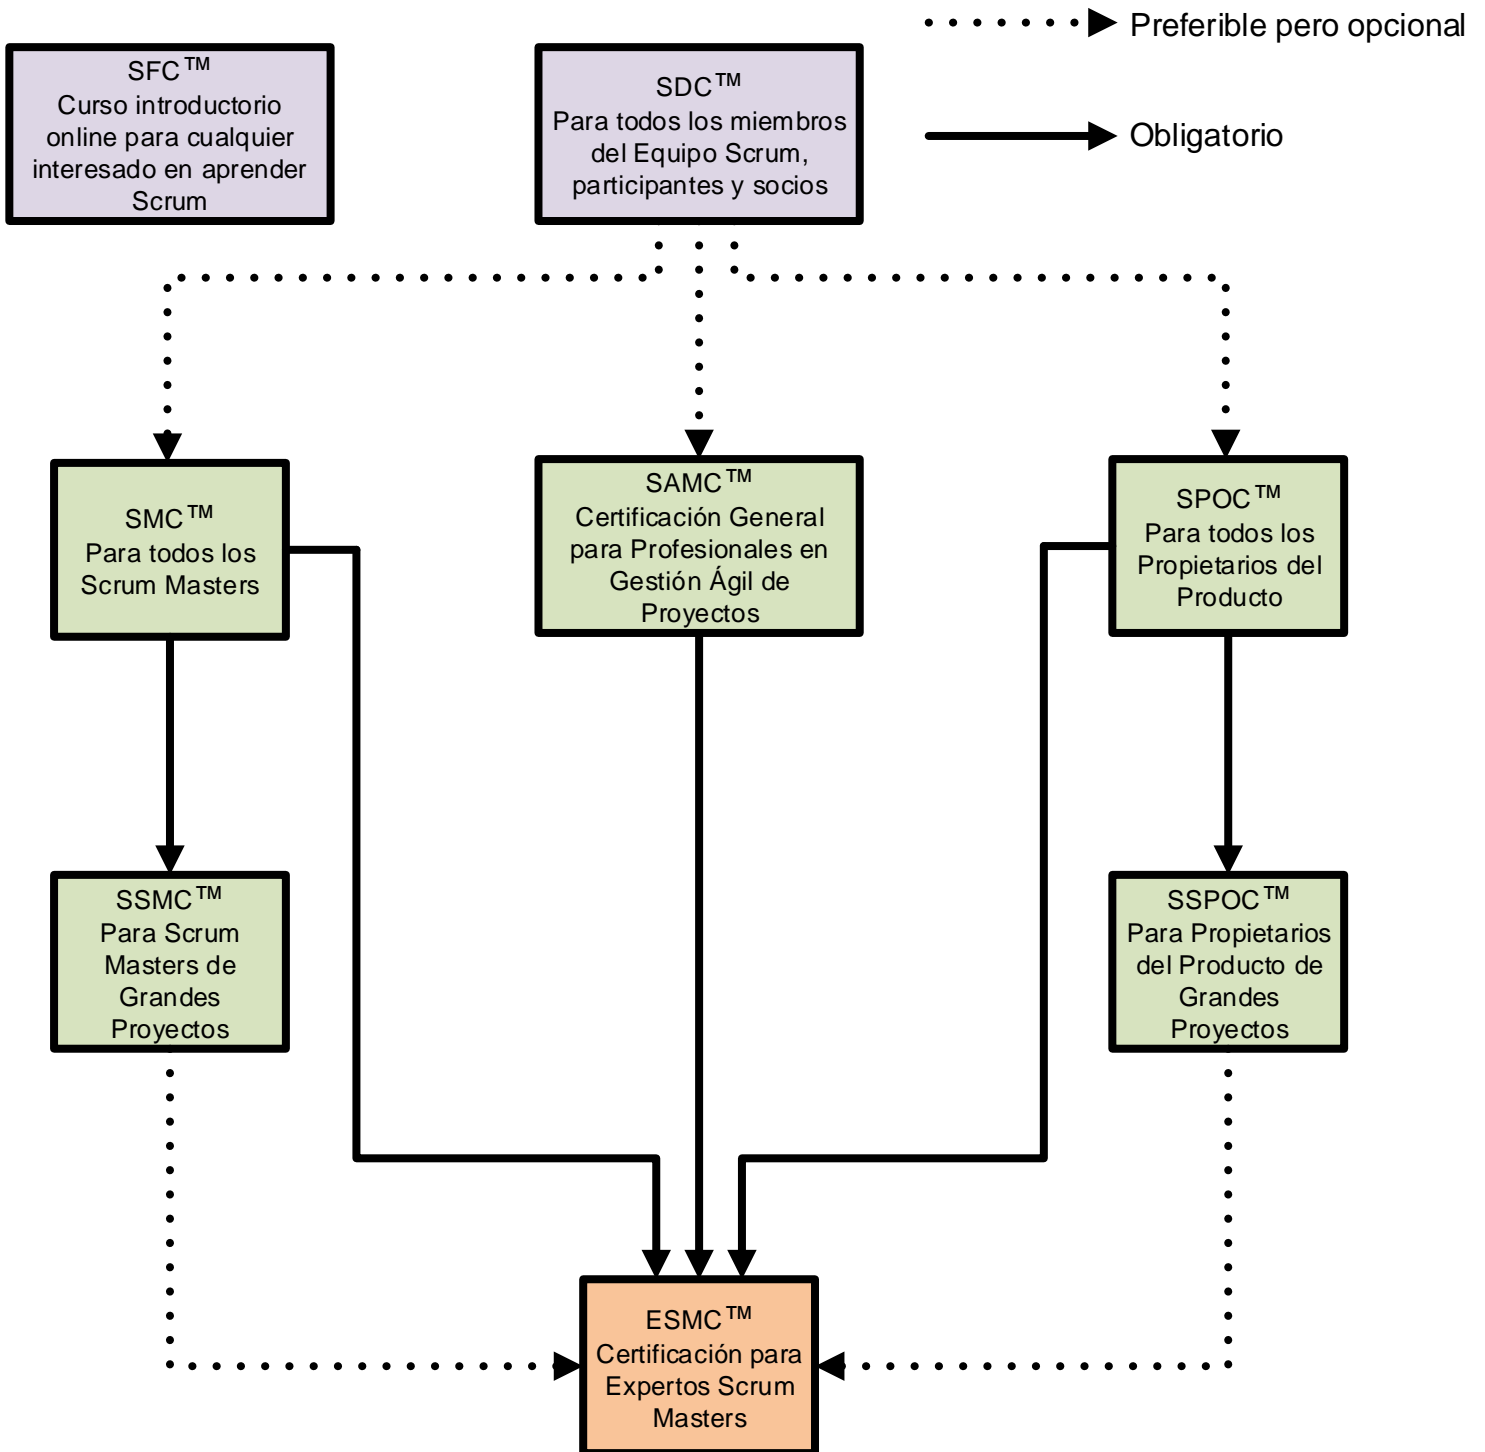 Preferible pero opcional
Obligatorio
SFC™
Curso introductorio
online para cualquier
interesado en aprender
Scrum
SDC™
Para todos los miembros
del Equipo Scrum,
participantes y socios
SMC™
Para todos los
Scrum Masters
SAMC™
Certificación General
para Profesionales en
Gestión Ágil de
Proyectos
SPOC™
Para todos los
Propietarios del
Producto
SSMC™
Para Scrum
Masters de
Grandes
Proyectos
SSPOC™
Para Propietarios
del Producto de
Grandes
Proyectos
ESMC™
Certificación para
Expertos Scrum
Masters